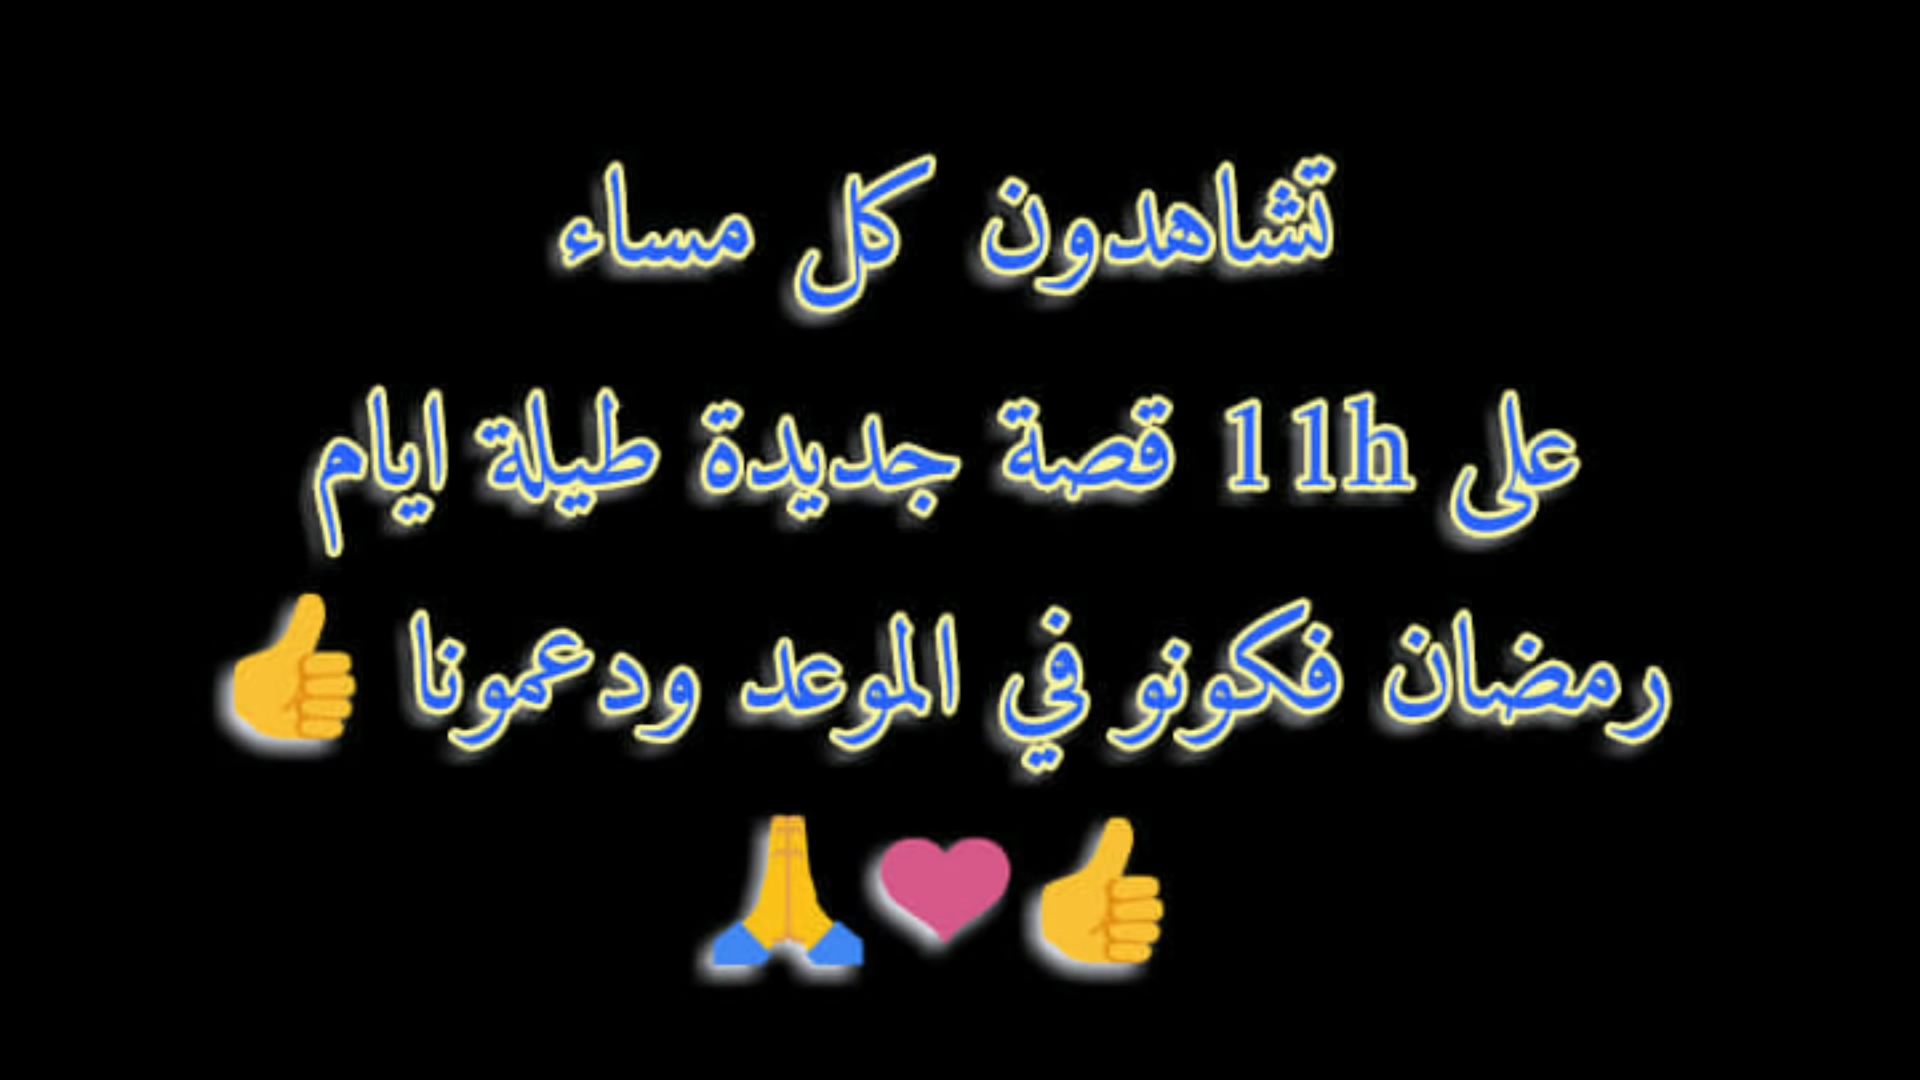 تشاهدون كل مساء
على 11h قصة جديدة طيلة ايام
رمضان فكونو في الموعد ودعمونا 👍
👍❤🙏